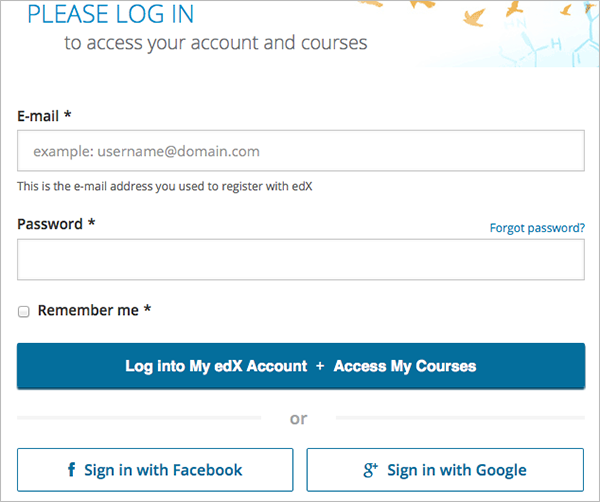 PLEASE LOG IN
to access your account and courses
E-mail *
example: username@domain.com
This is the e-mail address you used to register with edX
Password *
Forgot password?
Remember me *
Log into My edX Account + Access My Courses
or
f Sign in with Facebook
g+ Sign in with Google